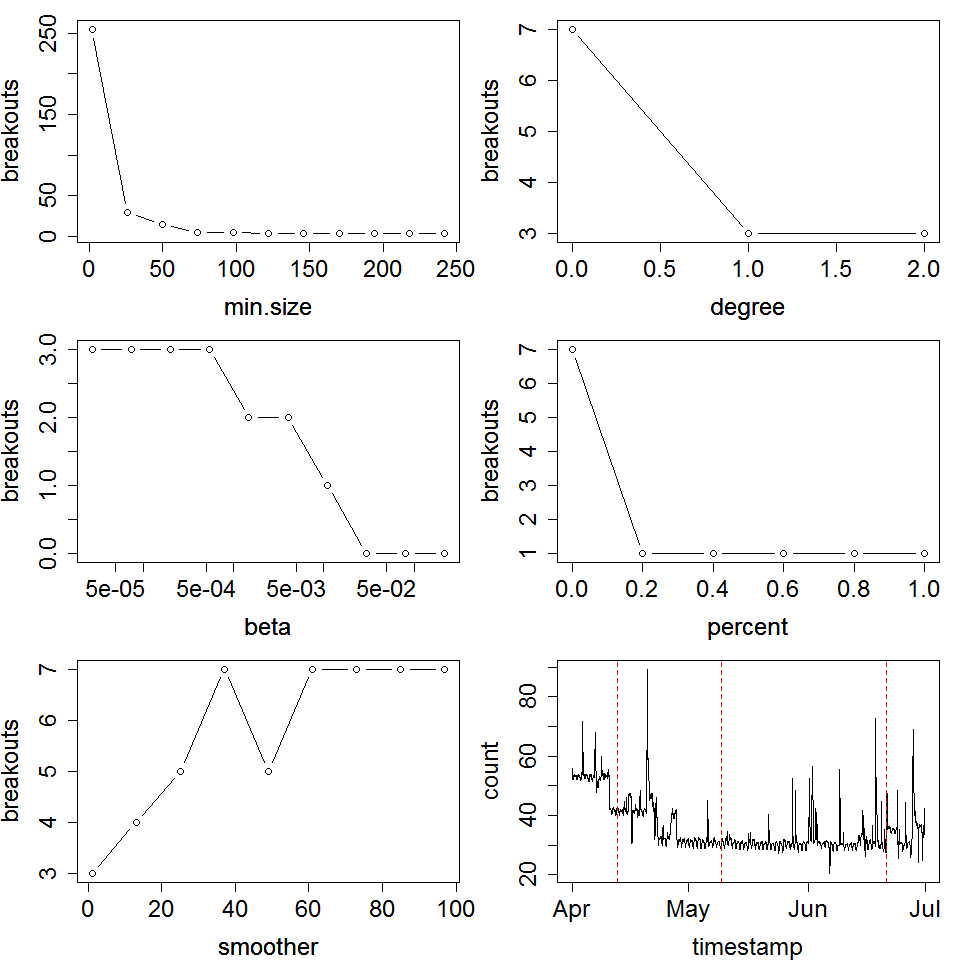 breakouts
250
150
50
0
0 50 100 150 200 250
min.size
breakouts
7
6
5
4
3
0.0 0.5 1.0 1.5 2.0
degree
breakouts
3.0
2.0
1.0
0.0
5e-05 5e-04 5e-03 5e-02
beta
breakouts
7
6
5
4
3
2
1
0.0 0.2 0.4 0.6 0.8 1.0
percent
breakouts
7
6
5
4
3
0 20 40 60 80 100
smoother
count
80
60
40
20
Apr May Jun Jul
timestamp